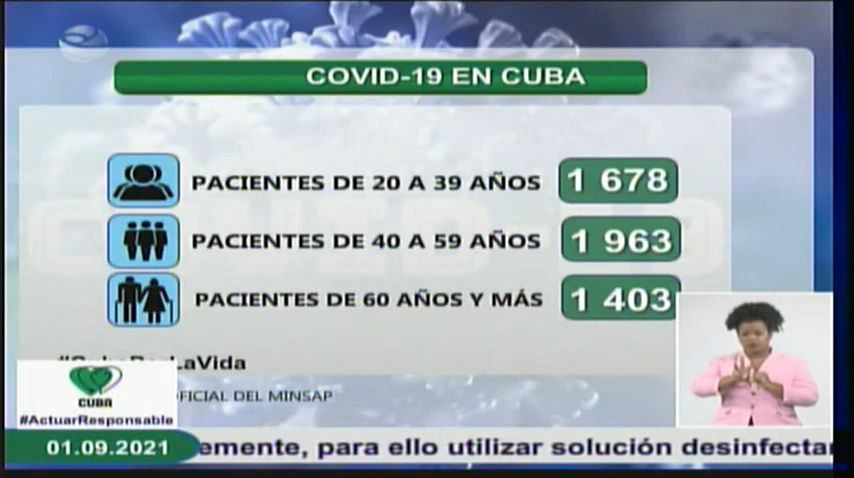 COVID-19 EN CUBA
PACIENTES DE 20 A 39 AÑOS 1 678
PACIENTES DE 40 A 59 AÑOS 1 963
PACIENTES DE 60 AÑOS Y MÁS 1 403
LaVida
CUBA
OFICIAL DEL MINSAP
#ActuarResponsable
01.09.2021 emente, para ello utilizar solución desinfectar